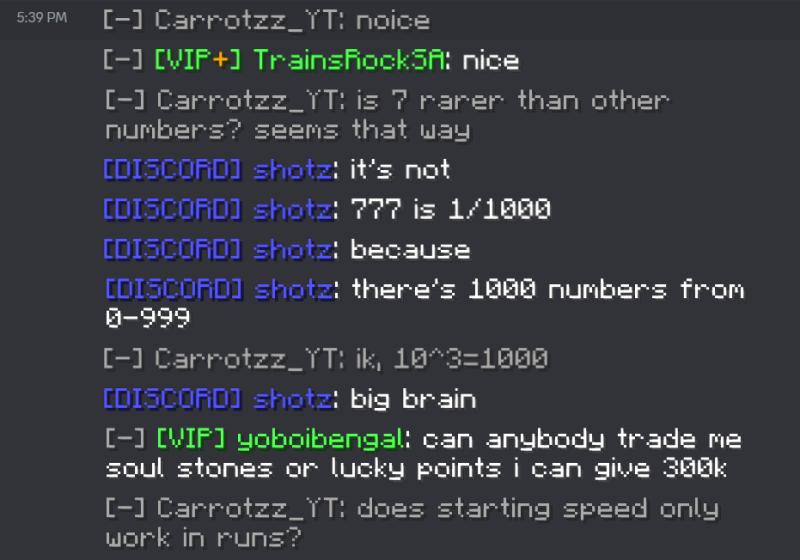 5:39 PM
[-] Carrotzz_YT: noice
[-] [VIP+] TrainsRock5A: nice
[-] Carrotzz_YT: is 7 rarer than other
numbers? seems that way
[DISCORD] shotz: it's not
[DISCORD] shotz: 777 is 1/1000
[DISCORD] shotz: because
[DISCORD] shotz: there's 1000 numbers from
0-999
[-] Carrotzz_YT: ik, 10^3=1000
[DISCORD] shotz: big brain
[-] [VIP] yoboibengal: can anybody trade me
soul stones or lucky points i can give 300k
[-] Carrotzz_YT: does starting speed only
work in runs?